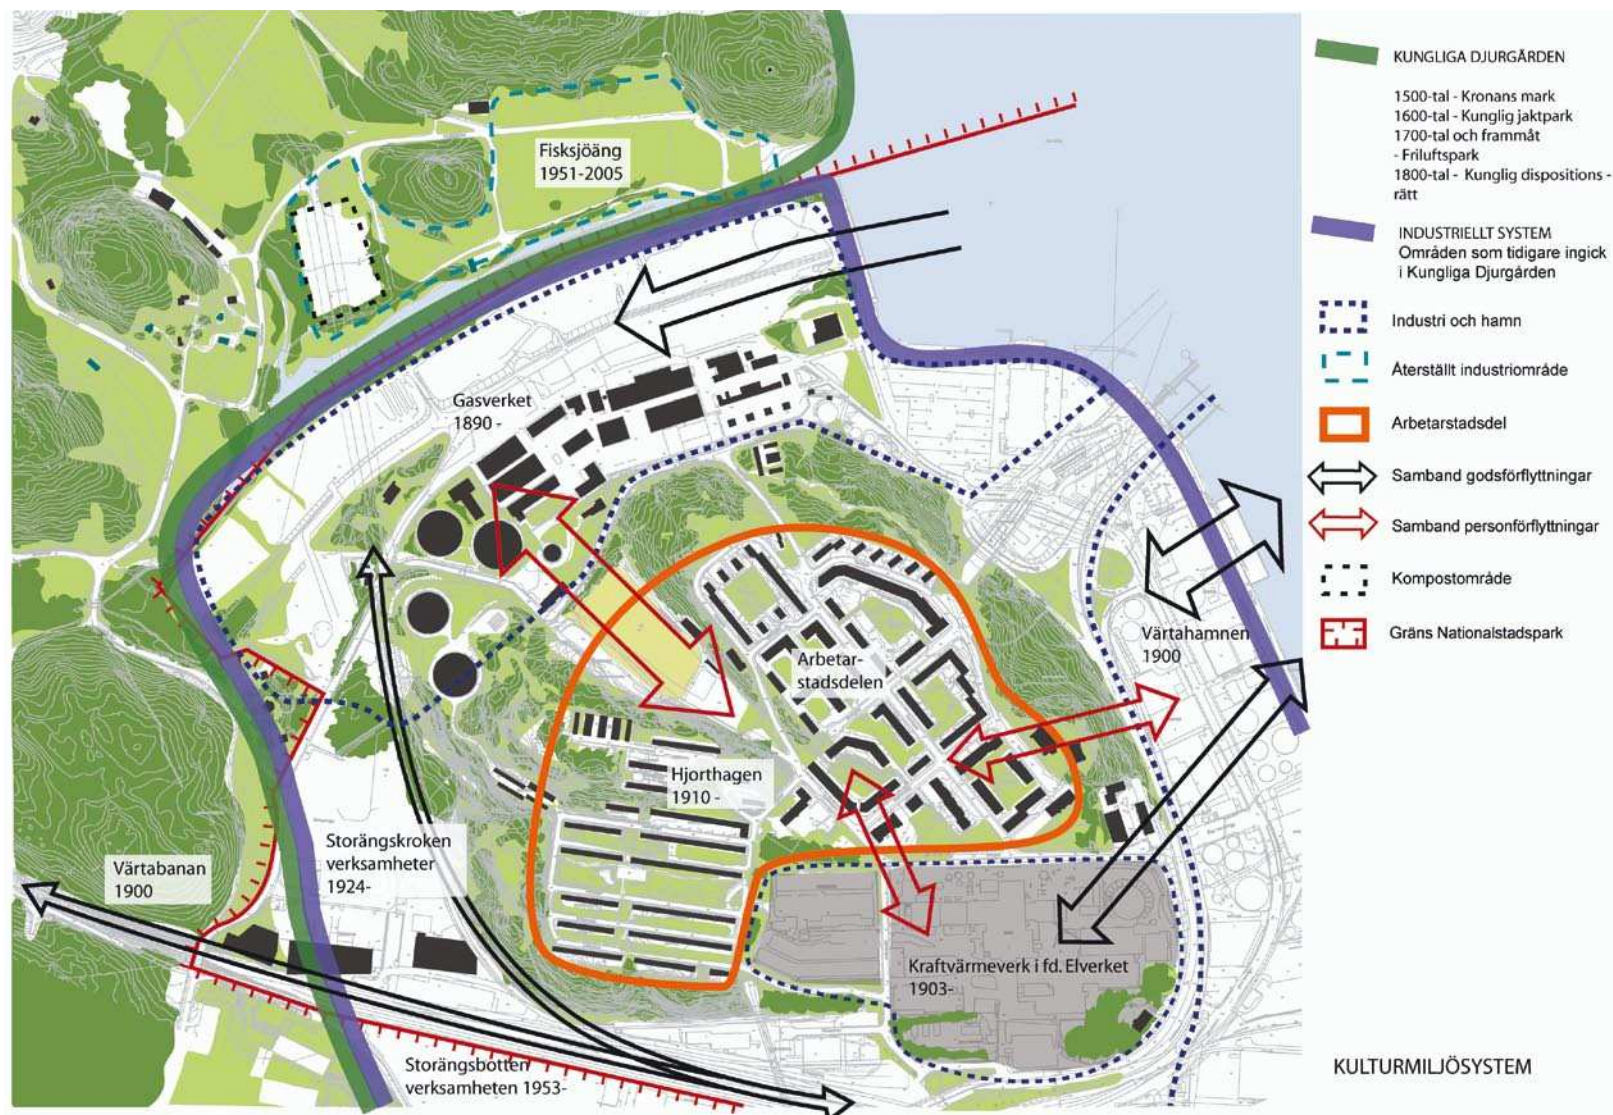 Fisksjöäng
1951-2005
Gasverket
1890 -
Arbetar-
stadsdelen
Värtahamnen
1900
Hjorthagen
1910 -
Storängskroken
verksamheter
1924-
Värtabanan
1900
Kraftvärmeverk i fd. Elverket
1903-
Storängsbotten
verksamheten 1953-
KUNGLIGA DJURGÅRDEN
1500-tal - Kronans mark
1600-tal - Kunglig jaktpark
1700-tal och frammåt
- Friluftspark
1800-tal - Kunglig dispositions -
rätt
INDUSTRIELLT SYSTEM
Områden som tidigare ingick
i Kungliga Djurgården
Industri och hamn
Återställt industriområde
Arbetarstadsdel
Samband godsförflyttningar
Samband personförflyttningar
Kompostområde
Gräns Nationalstadspark
KULTURMILJÖSYSTEM